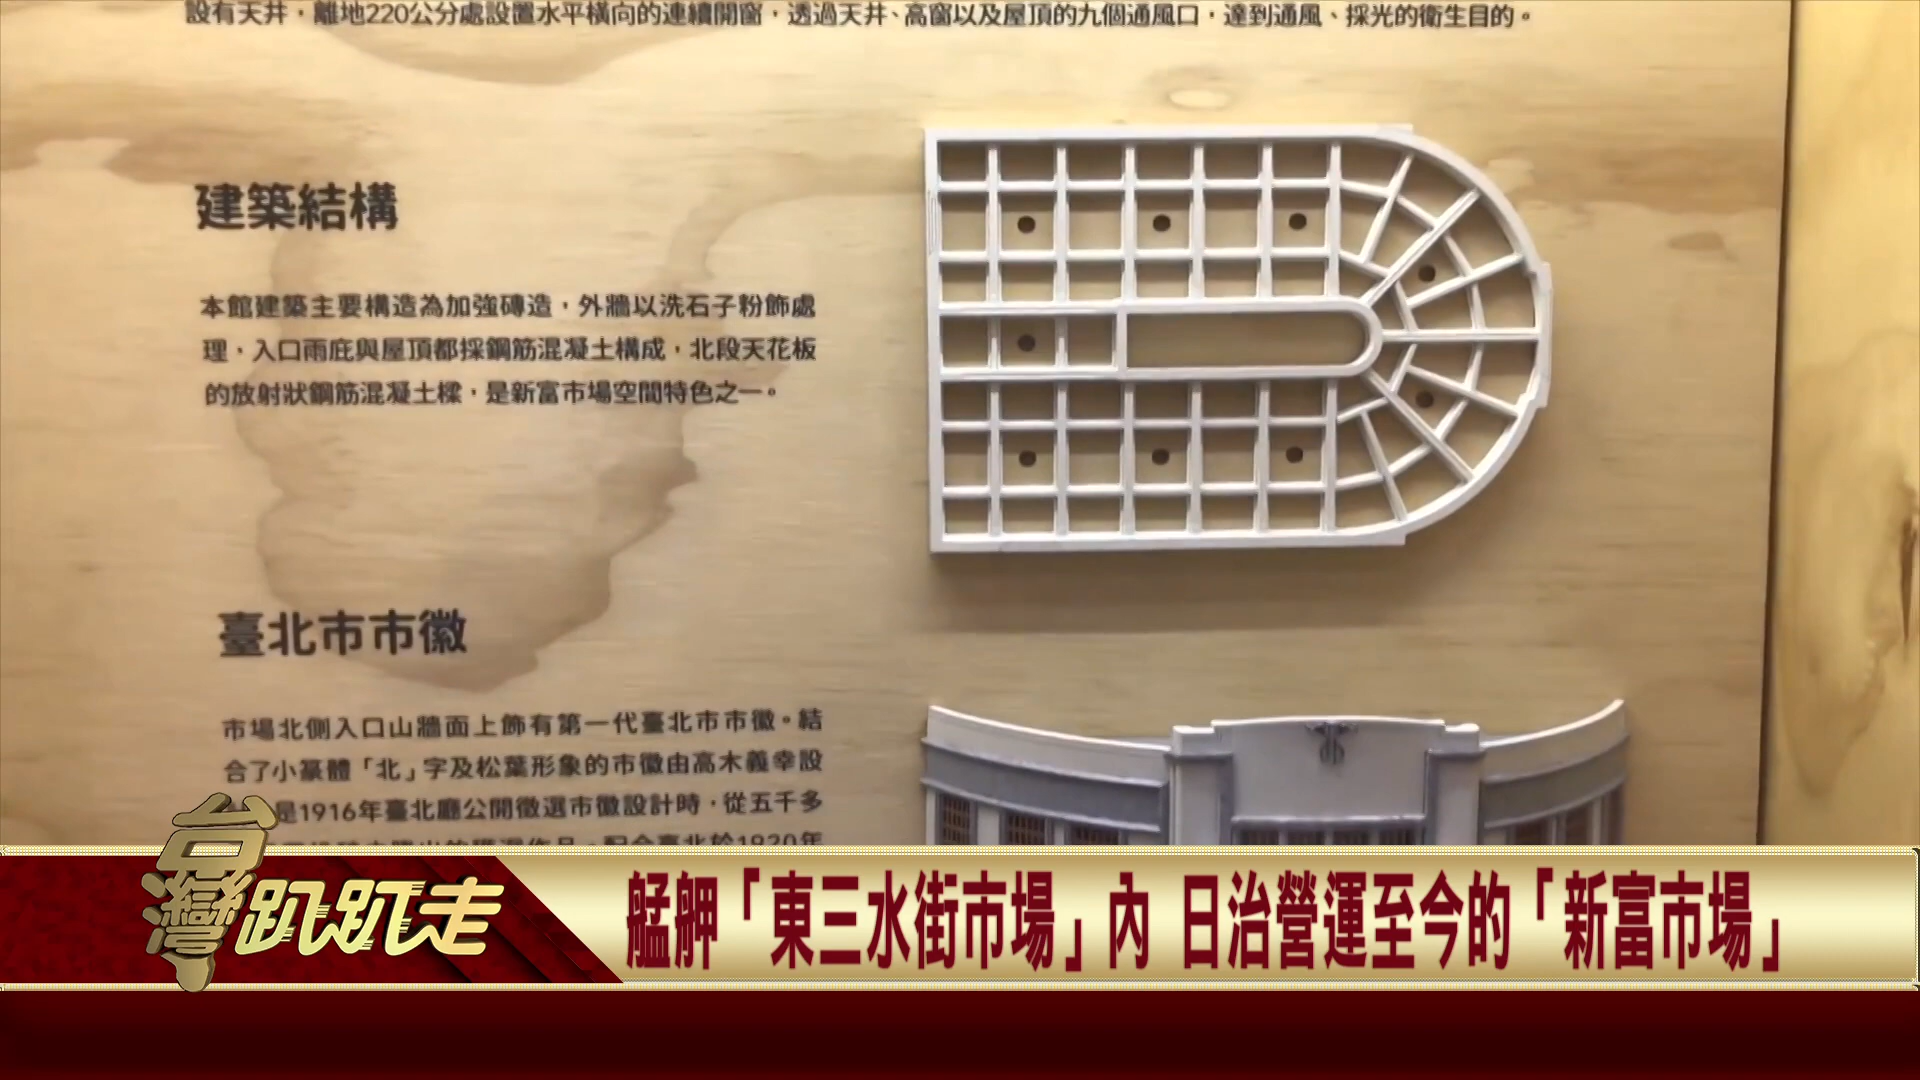 設有天井，離地220公分處設置水平橫向的連續開窗，透過天井、高窗以及屋頂的九個通風口，達到通風、採光的衛生目的。
建築結構
本館建築主要構造為加強磚造，外牆以洗石子粉飾處
理，入口雨庇與屋頂都採鋼筋混凝土構成，北段天花板
的放射狀鋼筋混凝土樑，是新富市場空間特色之一。
臺北市市徽
市場北側入口山牆面上飾有第一代臺北市市徽。結
合了小篆體「北」字及松葉形象的市徽由高木義幸設
是1916年臺北廳公開徵選市徽設計時，從五千多
配合臺北於1920年
台灣趴趴走
艋舺「東三水街市場」內 日治營運至今的「新富市場」